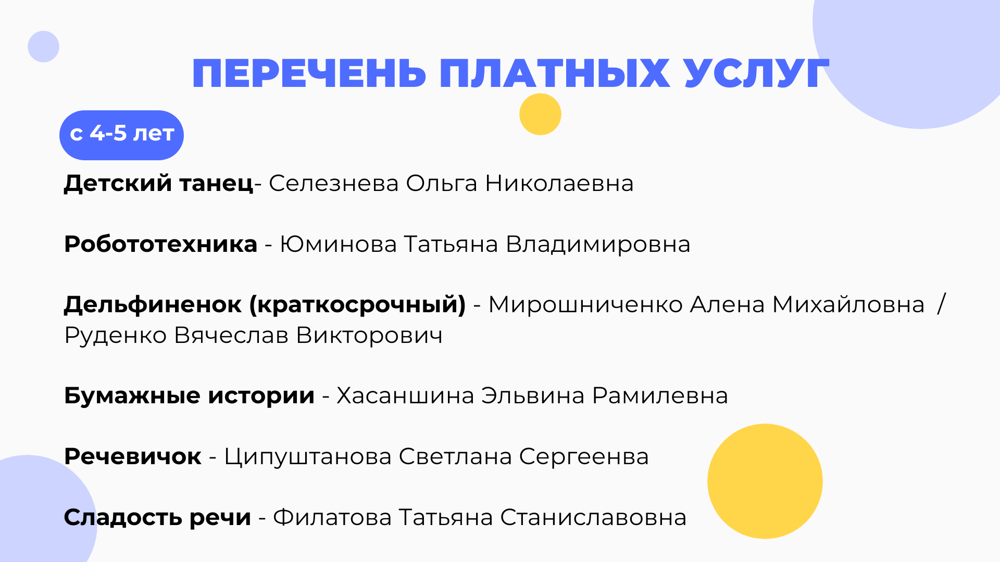 ПЕРЕЧЕНЬ ПЛАТНЫХ УСЛУГ
с 4-5 лет
Детский танец- Селезнева Ольга Николаевна
Робототехника - Юминова Татьяна Владимировна
Дельфиненок (краткосрочный) - Мирошниченко Алена Михайловна /
Руденко Вячеслав Викторович
Бумажные истории - Хасаншина Эльвина Рамилевна
Речевичок - Ципуштанова Светлана Сергеенва
Сладость речи - Филатова Татьяна Станиславовна